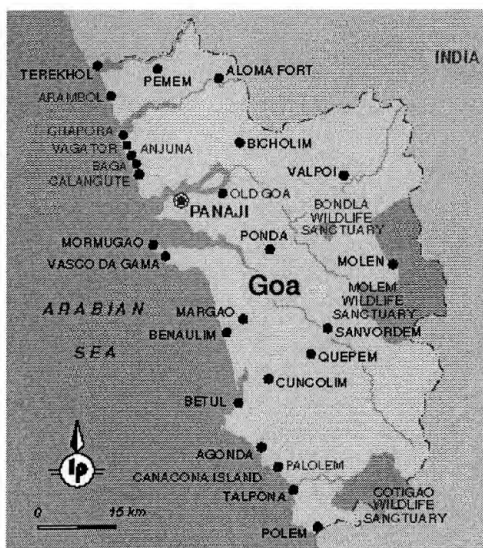 INDIA
TEREKHOL
PEMEM
ALOMA FORT
ARAMBOL
CHAPORA
VAGATOR
ANJUNA
BICHOLIM
BAGA
CALANGUTE
VALPOI
OLD GOA
PANAJI
BONDLA
WILDLIFE
SANCTUARY
MORMUGAO
VASCO DA GAMA
PONDA
MOLEN
Goa
MOLEM
WILDLIFE
SANCTUARY
ARABIAN
SEA
MARGAO
BENAULIM
SANVORDEM
QUEPEM
CUNCOLIM
BETUL
AGONDA
PALOLEM
CANACONA ISLAND
TALPONA
COTIGAO
WILDLIFE
SANCTUARY
POLEM
lp
0 15 km